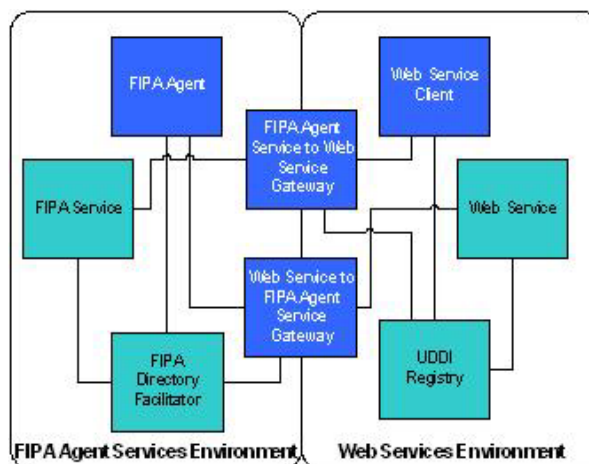 FIPA Agent
Web Service
Client
FIPA Agent
Service to Web
Service
Gateway
FIPA Service
Web Service
Web Service to
FIPA Agent
Service
Gateway
FIPA
Directory
Facilitator
UDDI
Registry
FIPA Agent Services Environment
Web Services Environment